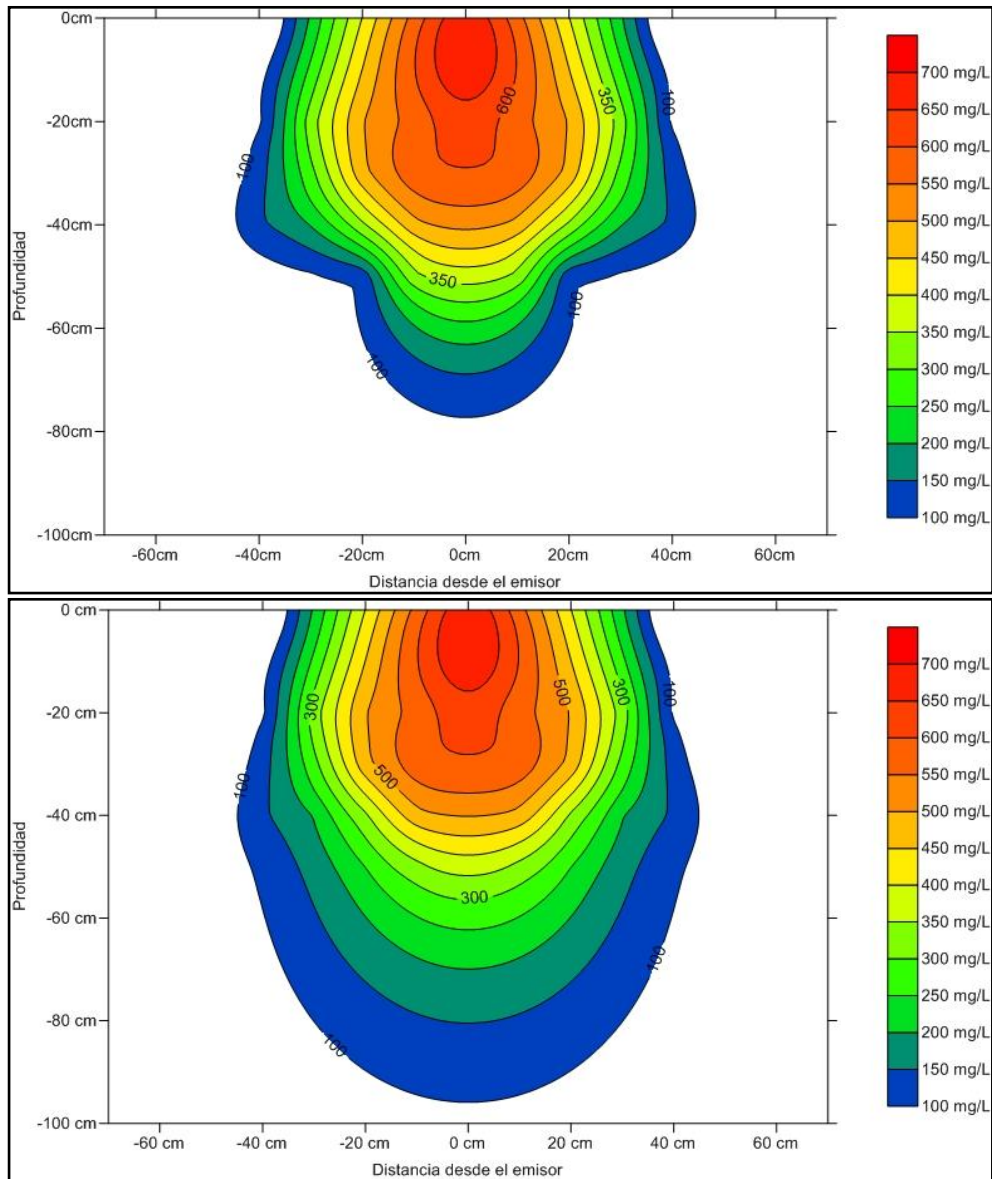 0cm
-20cm
-40cm
-60cm
-80cm
-100cm
Profundidad
-60cm -40cm -20cm 0cm 20cm 40cm 60cm
Distancia desde el emisor
600
350
100
100
350
100
100
700 mg/L
650 mg/L
600 mg/L
550 mg/L
500 mg/L
450 mg/L
400 mg/L
350 mg/L
300 mg/L
250 mg/L
200 mg/L
150 mg/L
100 mg/L
0 cm
-20 cm
-40 cm
-60 cm
-80 cm
-100 cm
Profundidad
-60 cm -40 cm -20 cm 0 cm 20 cm 40 cm 60 cm
Distancia desde el emisor
300
500
300
100
500
100
300
100
100
700 mg/L
650 mg/L
600 mg/L
550 mg/L
500 mg/L
450 mg/L
400 mg/L
350 mg/L
300 mg/L
250 mg/L
200 mg/L
150 mg/L
100 mg/L